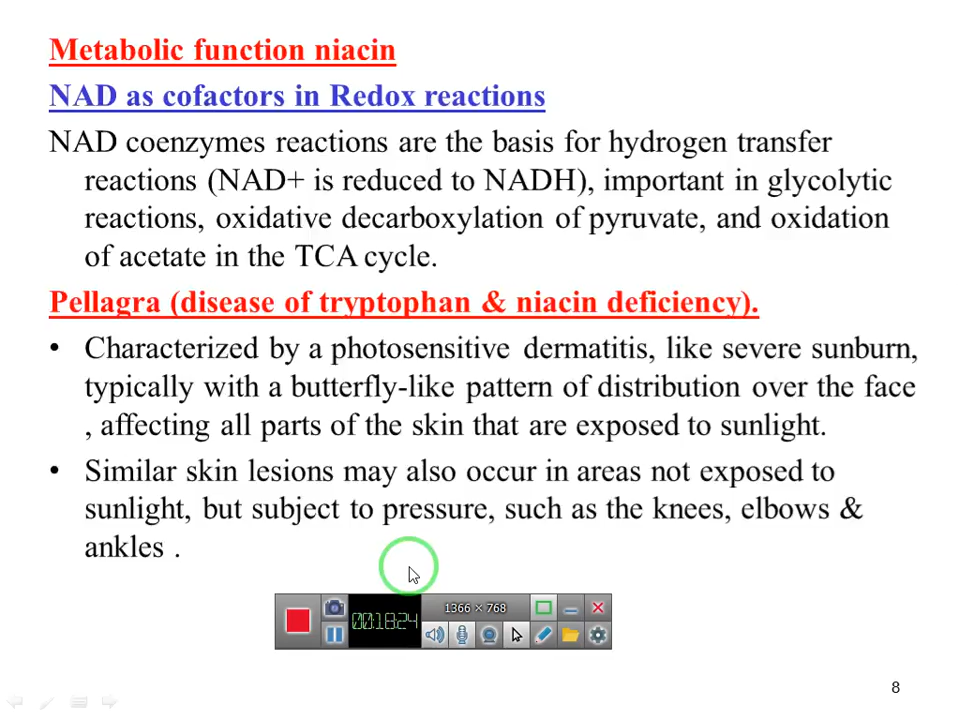 Metabolic function niacin
NAD as cofactors in Redox reactions
NAD coenzymes reactions are the basis for hydrogen transfer
reactions (NAD+ is reduced to NADH), important in glycolytic
reactions, oxidative decarboxylation of pyruvate, and oxidation
of acetate in the TCA cycle.
Pellagra (disease of tryptophan & niacin deficiency).
• Characterized by a photosensitive dermatitis, like severe sunburn,
typically with a butterfly-like pattern of distribution over the face
, affecting all parts of the skin that are exposed to sunlight.
• Similar skin lesions may also occur in areas not exposed to
sunlight, but subject to pressure, such as the knees, elbows &
ankles .
1366 × 768
00:18:24
8